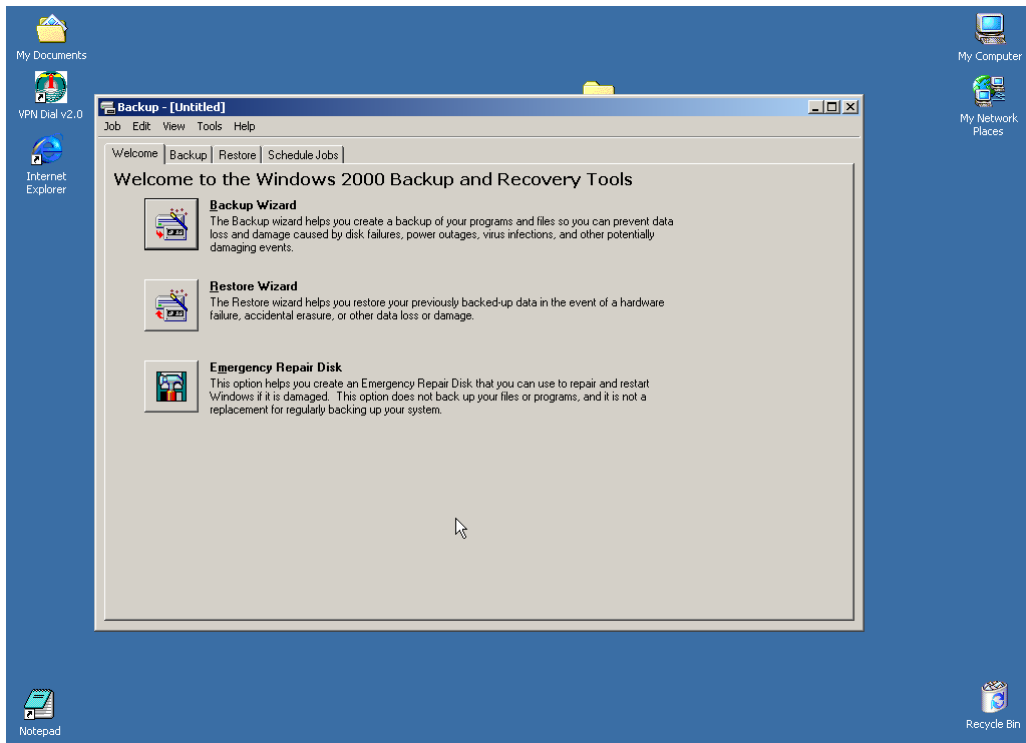 My Documents
My Computer
VPN Dial v2.0
Backup - [Untitled]
My Network
Places
Job Edit View Tools Help
Internet
Explorer
Welcome Backup Restore Schedule Jobs
Welcome to the Windows 2000 Backup and Recovery Tools
Backup Wizard
The Backup wizard helps you create a backup of your programs and files so you can prevent data
loss and damage caused by disk failures, power outages, virus infections, and other potentially
damaging events.
Restore Wizard
The Restore wizard helps you restore your previously backed-up data in the event of a hardware
failure, accidental erasure, or other data loss or damage.
Emergency Repair Disk
This option helps you create an Emergency Repair Disk that you can use to repair and restart
Windows if it is damaged. This option does not back up your files or programs, and it is not a
replacement for regularly backing up your system.
Notepad
Recycle Bin